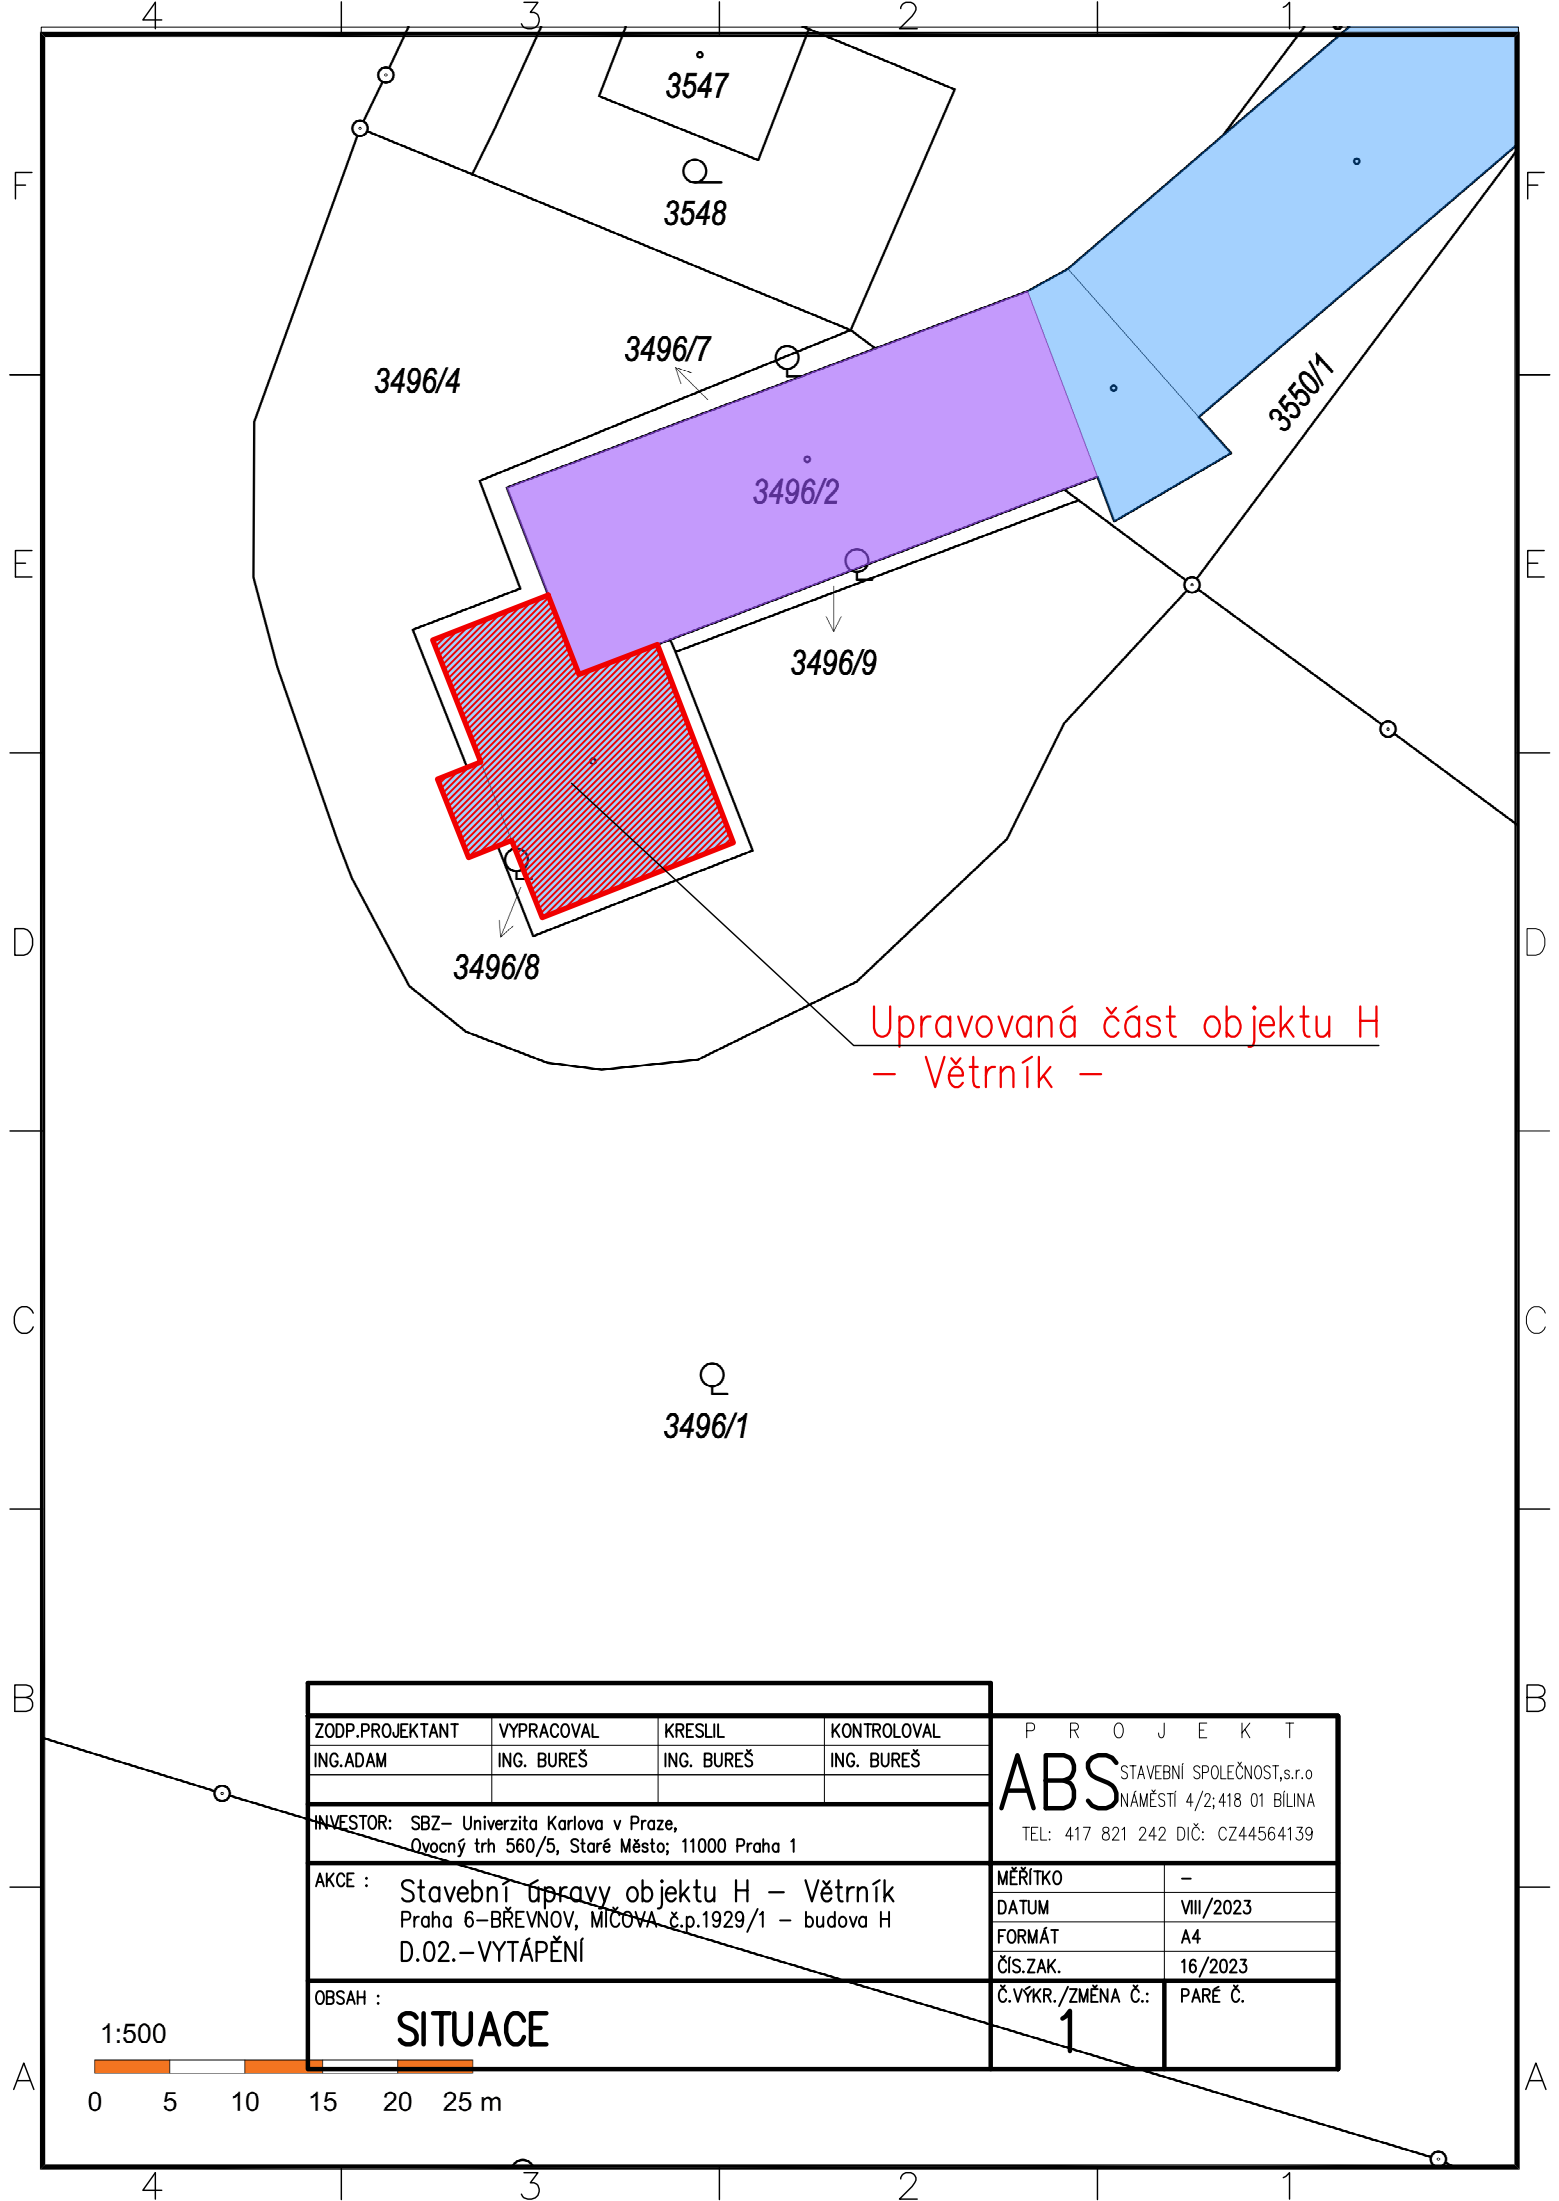 4 3 2 1
3547
F F
3548
3496/7
3496/4
3550/1
3496/2
E E
3496/9
D D
3496/8
Upravovaná část objektu H
– Větrník –
C C
3496/1
B B
ZODP.PROJEKTANT VYPRACOVAL KRESLIL KONTROLOVAL
ING.ADAM ING. BUREŠ ING. BUREŠ ING. BUREŠ
P R O J E K T
ABS STAVEBNÍ SPOLEČNOST,s.r.o
NÁMĚSTÍ 4/2;418 01 BÍLINA
TEL: 417 821 242 DIČ: CZ44564139
INVESTOR: SBZ– Univerzita Karlova v Praze,
Ovocný trh 560/5, Staré Město; 11000 Praha 1
AKCE : Stavební úpravy objektu H – Větrník
Praha 6–BŘEVNOV, MÍČOVA č.p.1929/1 – budova H
D.02.–VYTÁPĚNÍ
MĚŘÍTKO –
DATUM VIII/2023
FORMÁT A4
ČÍS.ZAK. 16/2023
OBSAH :
SITUACE
Č.VÝKR./ZMĚNA Č.: PARÉ Č.
1
1:500
A A
0 5 10 15 20 25 m
4 3 2 1